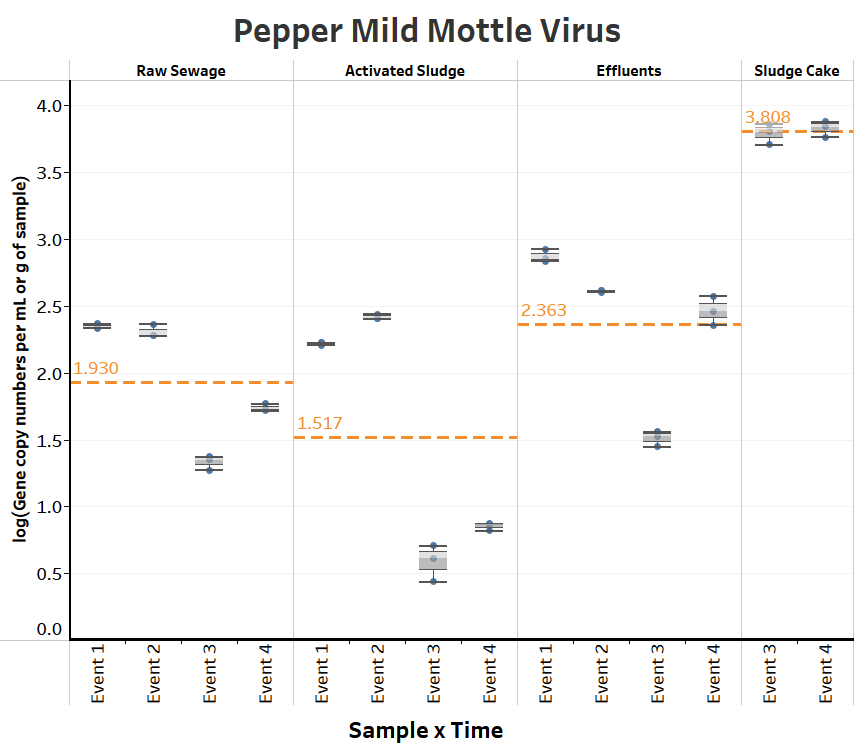 Pepper Mild Mottle Virus
Raw Sewage Activated Sludge Effluents Sludge Cake
log(Gene copy numbers per mL or g of sample)
4.0
3.5
3.0
2.5
2.0
1.5
1.0
0.5
0.0
1.930
1.517
2.363
3.808
Event 1 Event 2 Event 3 Event 4 Event 1 Event 2 Event 3 Event 4 Event 1 Event 2 Event 3 Event 4 Event 3 Event 4
Sample x Time